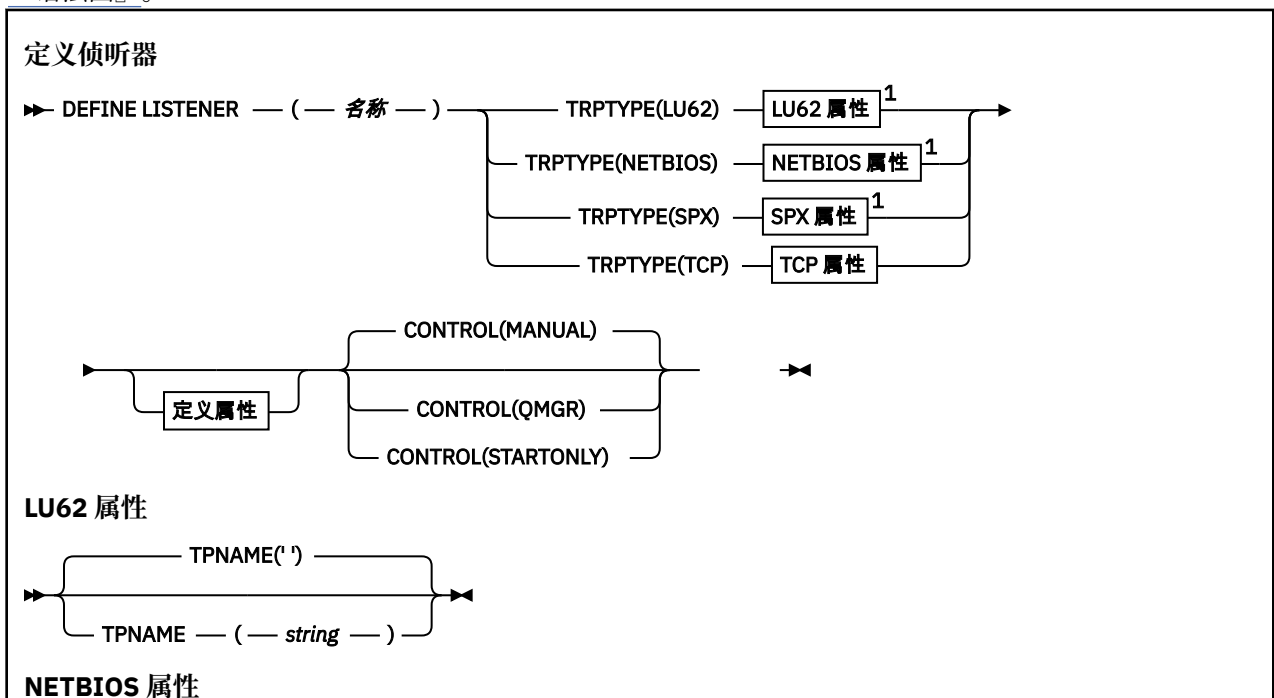 定义侦听器
DEFINE LISTENER ( 名称 ) TRPTYPE(LU62) LU62 属性 1
TRPTYPE(NETBIOS) NETBIOS 属性 1
TRPTYPE(SPX) SPX 属性 1
TRPTYPE(TCP) TCP 属性
CONTROL(MANUAL)
定义属性
CONTROL(QMGR)
CONTROL(STARTONLY)
LU62 属性
TPNAME(' ')
TPNAME ( string )
NETBIOS 属性